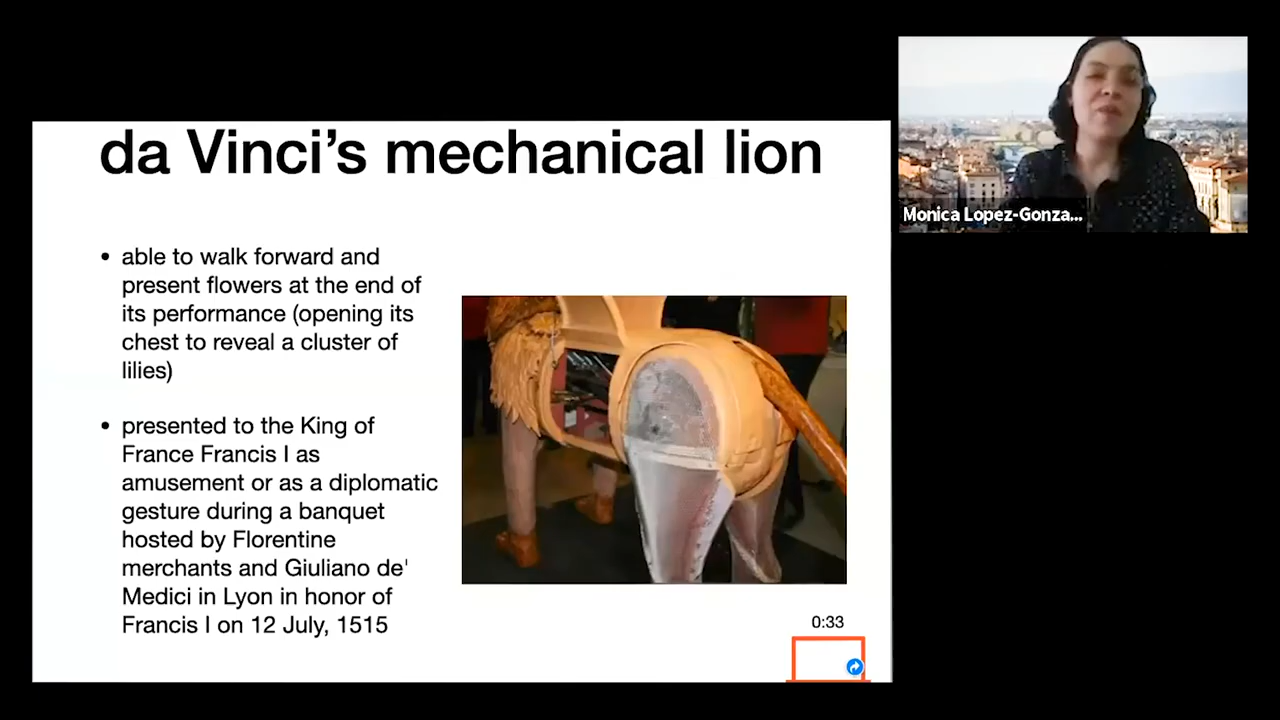 da Vinci’s mechanical lion
• able to walk forward and
present flowers at the end of
its performance (opening its
chest to reveal a cluster of
lilies)
• presented to the King of
France Francis I as
amusement or as a diplomatic
gesture during a banquet
hosted by Florentine
merchants and Giuliano de'
Medici in Lyon in honor of
Francis I on 12 July, 1515
0:33
Monica Lopez-Gonza...